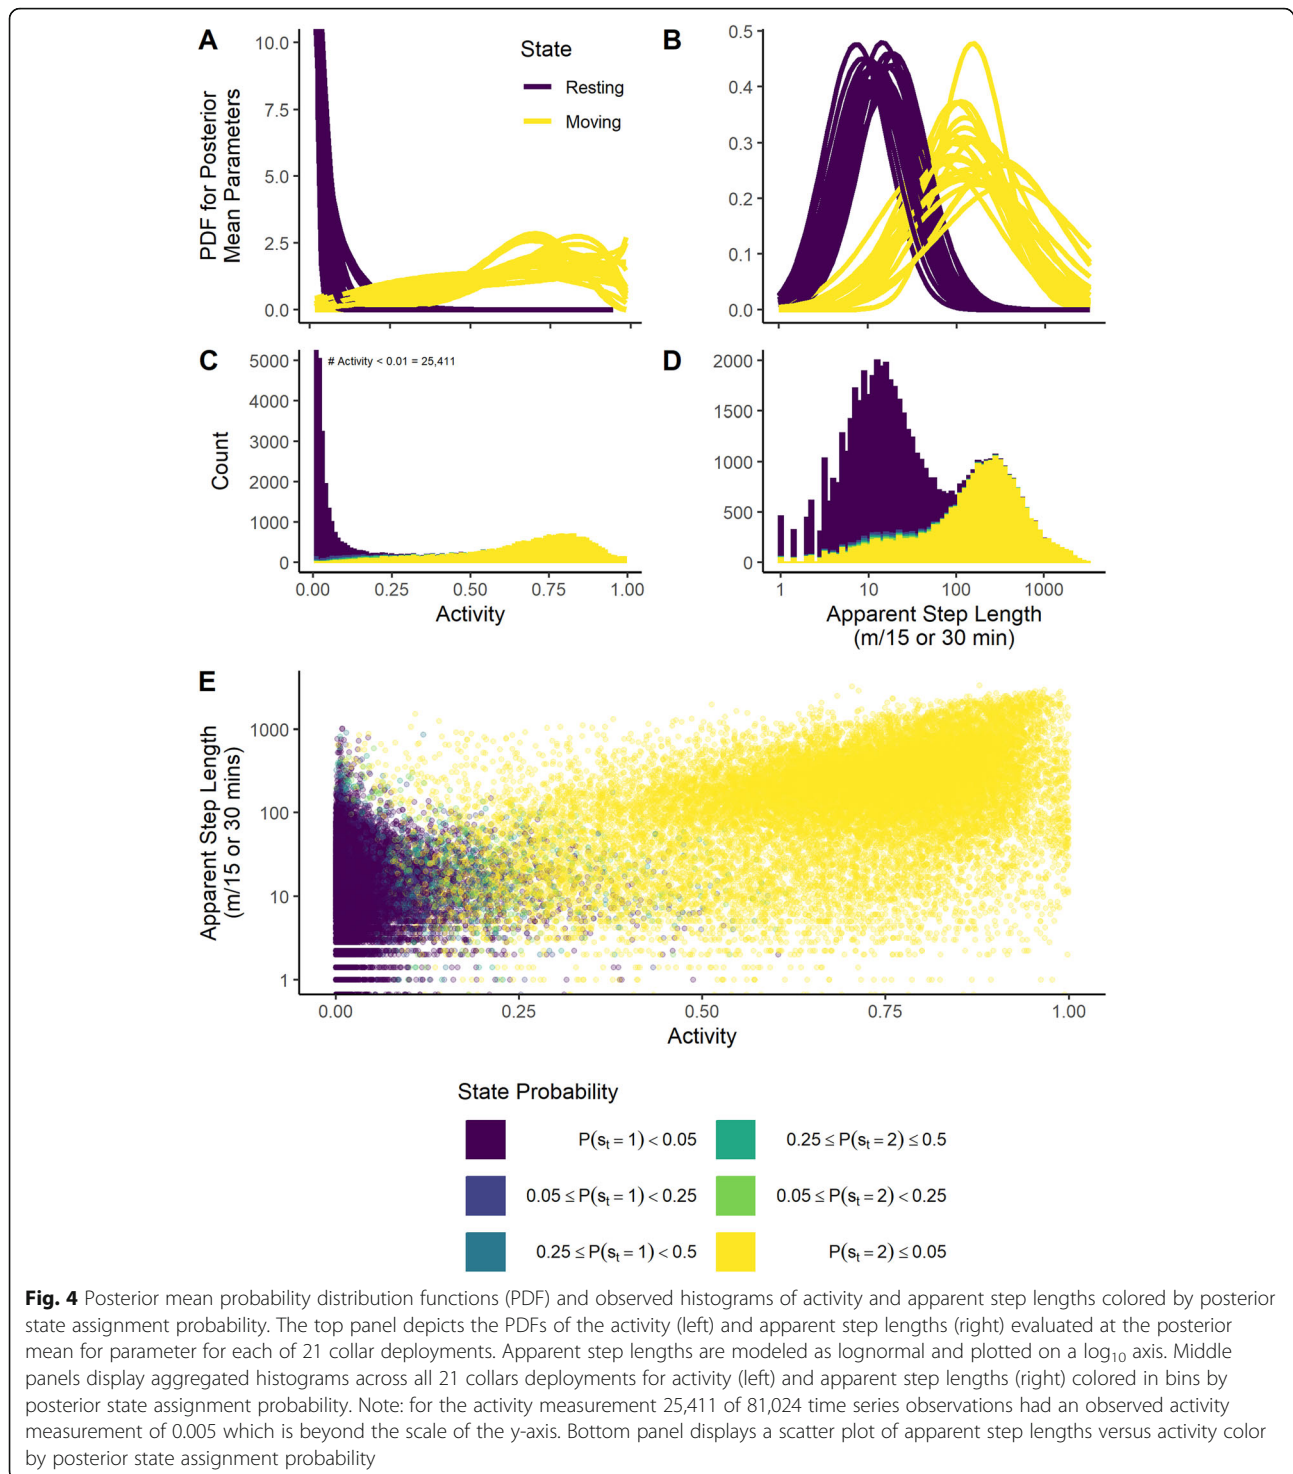 A
B
10.0
7.5
5.0
2.5
0.0
PDF for Posterior
Mean Parameters
State
Resting
Moving
0.5
0.4
0.3
0.2
0.1
0.0
C
D
5000
4000
3000
2000
1000
0
Count
# Activity < 0.01 = 25,411
0.00 0.25 0.50 0.75 1.00
Activity
2000
1500
1000
500
0
1 10 100 1000
Apparent Step Length
(m/15 or 30 min)
E
1000
100
10
1
Apparent Step Length
(m/15 or 30 mins)
0.00 0.25 0.50 0.75 1.00
Activity
State Probability
P(sₜ = 1) < 0.05
0.25 ≤ P(sₜ = 2) ≤ 0.5
0.05 ≤ P(sₜ = 1) < 0.25
0.05 ≤ P(sₜ = 2) < 0.25
0.25 ≤ P(sₜ = 1) < 0.5
P(sₜ = 2) ≤ 0.05
Fig. 4 Posterior mean probability distribution functions (PDF) and observed histograms of activity and apparent step lengths colored by posterior
state assignment probability. The top panel depicts the PDFs of the activity (left) and apparent step lengths (right) evaluated at the posterior
mean for parameter for each of 21 collar deployments. Apparent step lengths are modeled as lognormal and plotted on a log₁₀ axis. Middle
panels display aggregated histograms across all 21 collars deployments for activity (left) and apparent step lengths (right) colored in bins by
posterior state assignment probability. Note: for the activity measurement 25,411 of 81,024 time series observations had an observed activity
measurement of 0.005 which is beyond the scale of the y-axis. Bottom panel displays a scatter plot of apparent step lengths versus activity color
by posterior state assignment probability